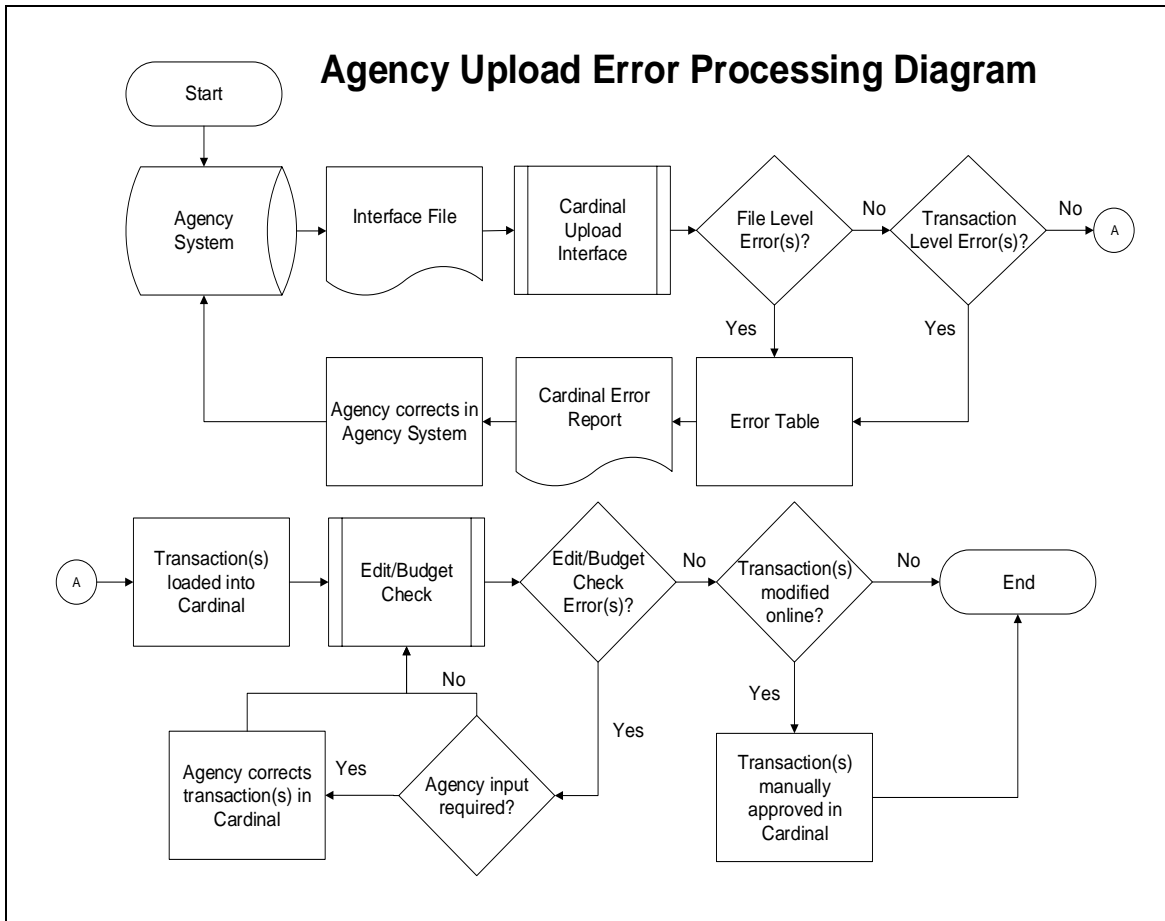 Agency Upload Error Processing Diagram
Start
Agency
System
Interface File
Cardinal
Upload
Interface
File Level
Error(s)?
No
Transaction
Level Error(s)?
No
A
Yes
Yes
Agency corrects in
Agency System
Cardinal Error
Report
Error Table
A
Transaction(s)
loaded into
Cardinal
Edit/Budget
Check
Edit/Budget
Check
Error(s)?
No
Transaction(s)
modified
online?
No
End
No
Yes
Yes
Agency corrects
transaction(s) in
Cardinal
Yes
Agency input
required?
Transaction(s)
manually
approved in
Cardinal